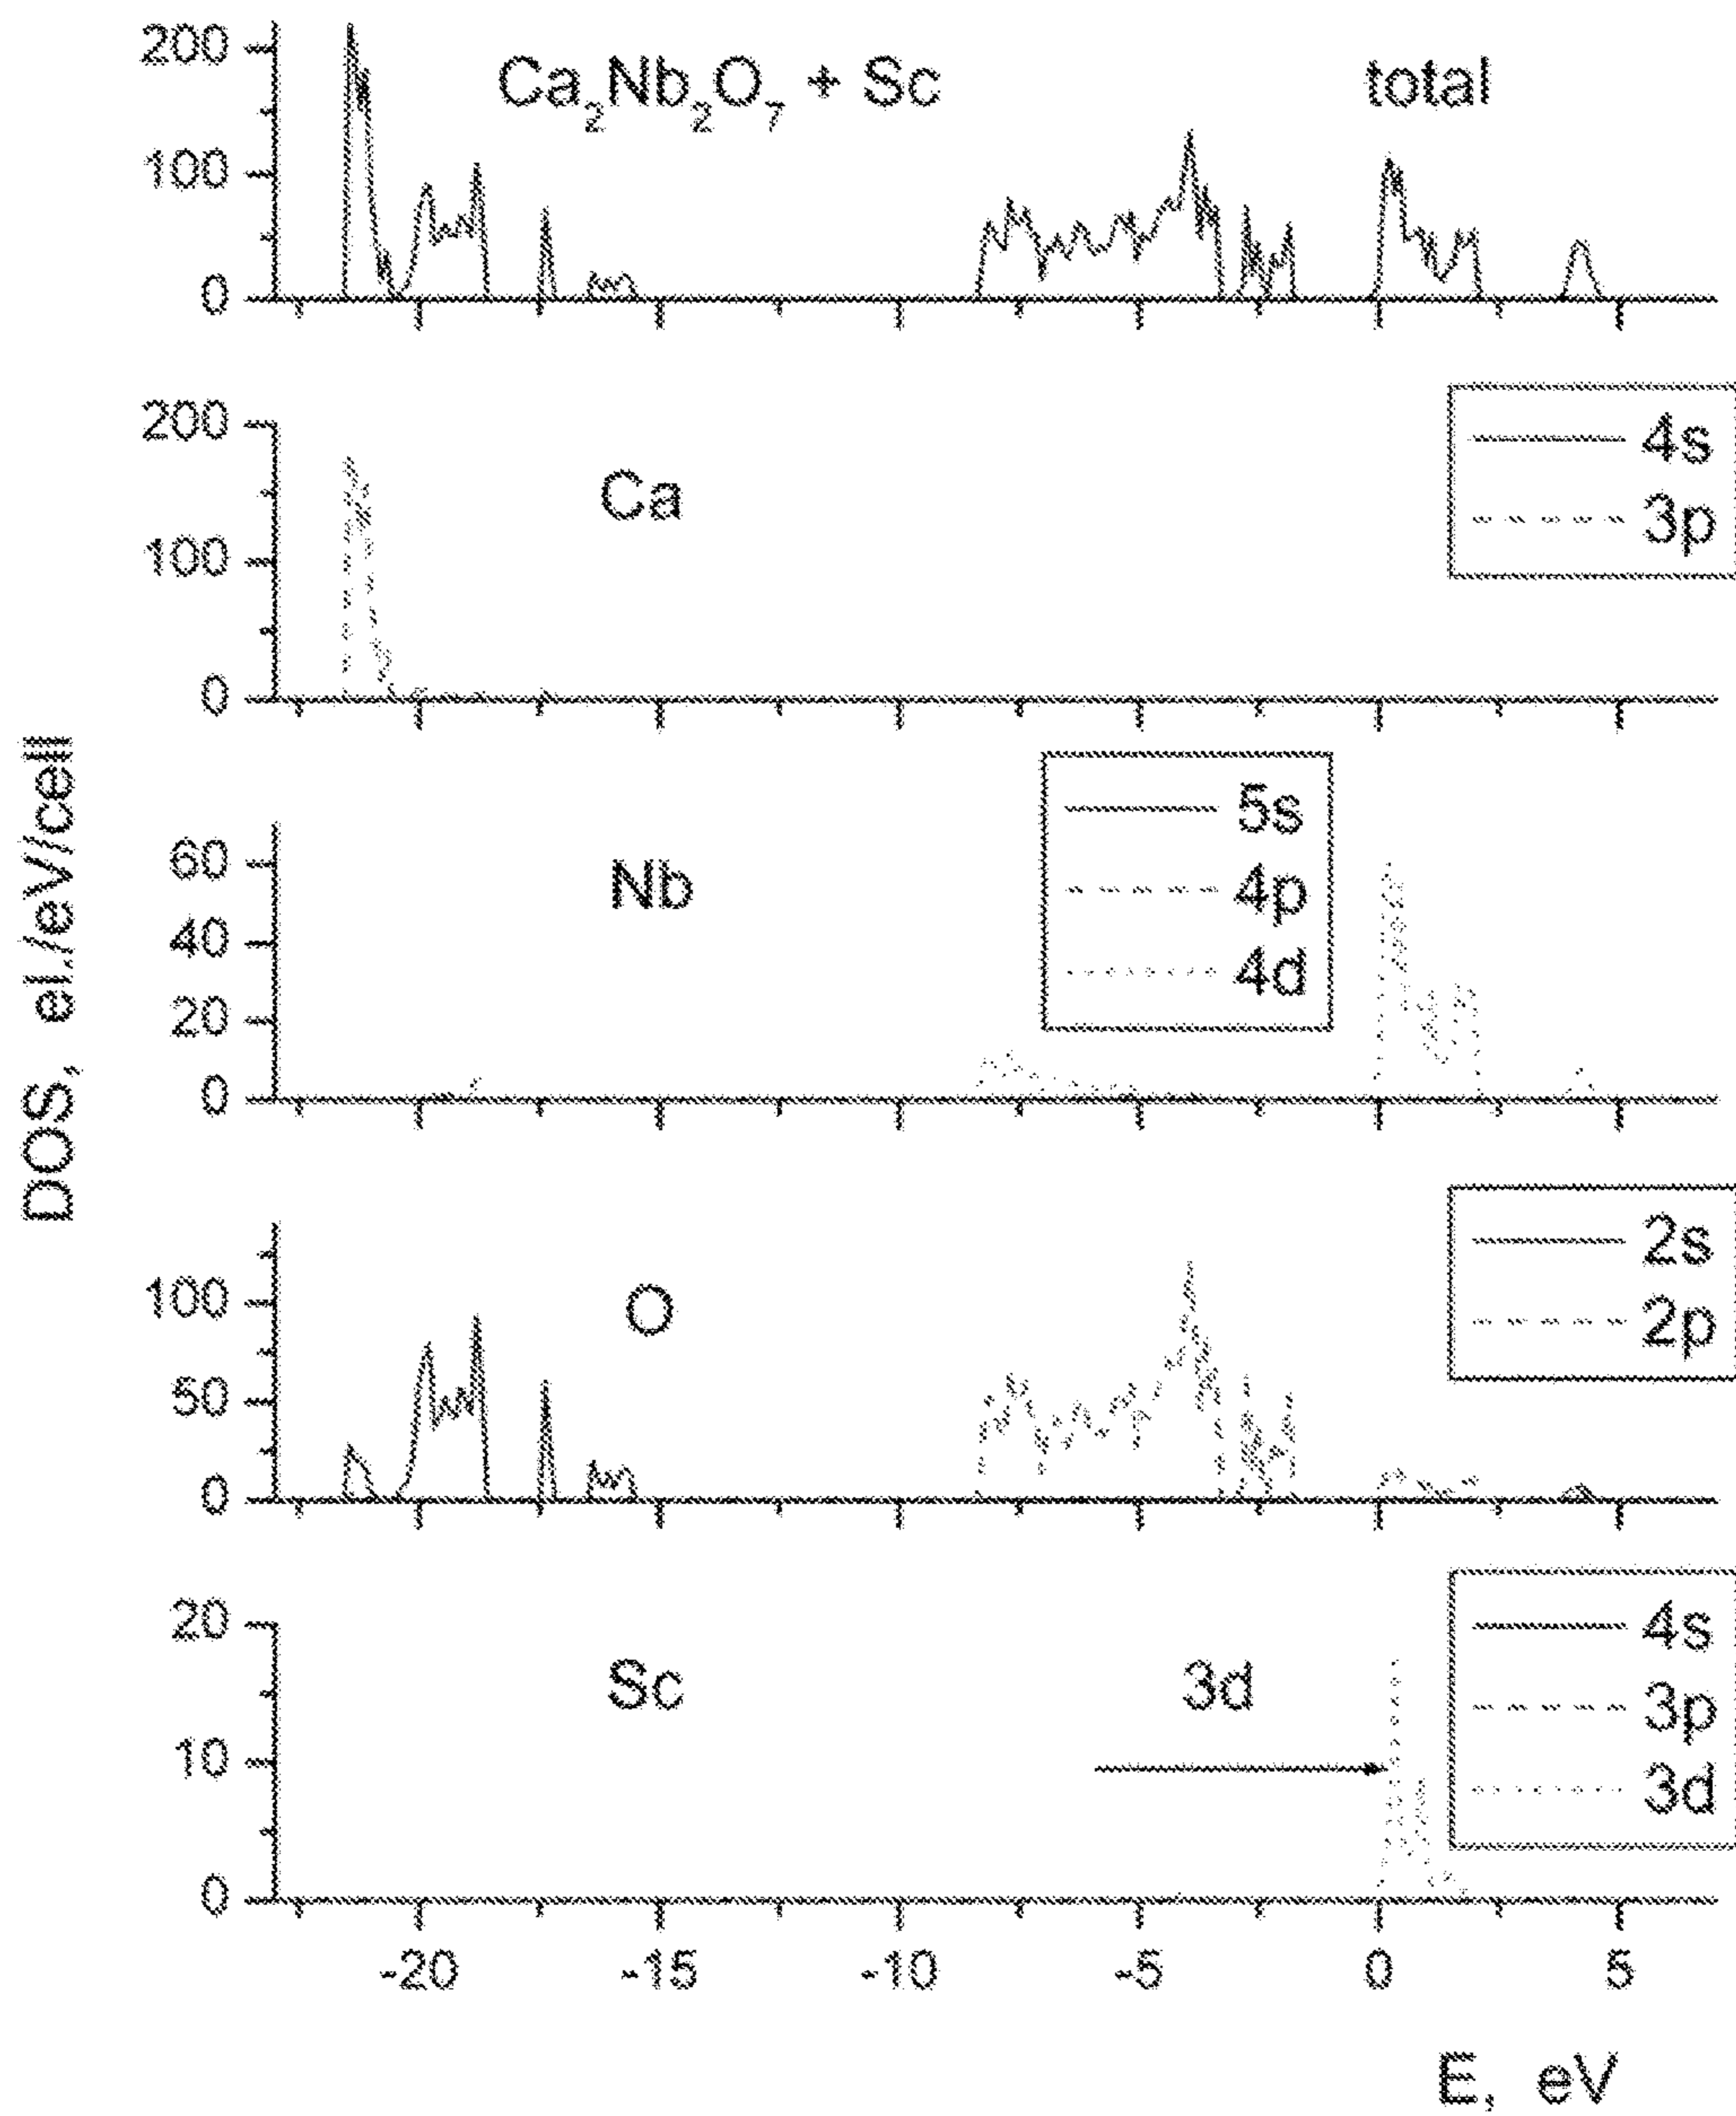 200
Ca₂Nb₂O₇ + Sc
total
100
0
200
4s
Ca
3p
100
0
5s
60
Nb
4p
40
4d
20
0
DOS, el./eV/cell
2s
100
O
2p
50
0
20
4s
Sc
3d
3p
10
3d
0
-20 -15 -10 -5 0 5
E, eV